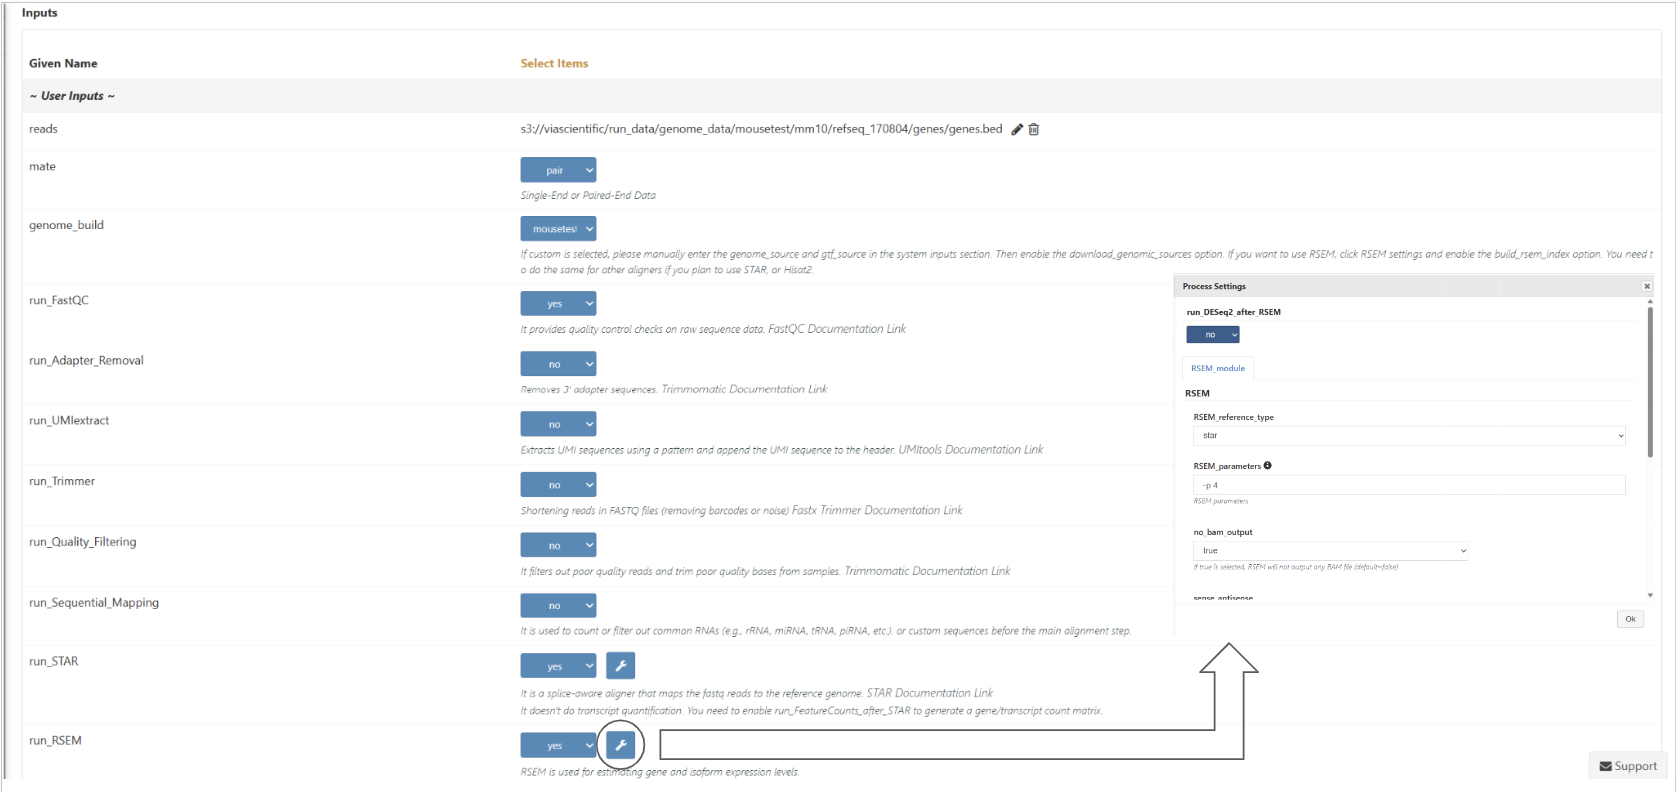 Inputs
Given Name
Select Items
~ User Inputs ~
reads
s3://viascientific/run_data/genome_data/mousetest/mm10/refseq_170804/genes/genes.bed
mate
pair
Single-End or Paired-End Data
genome_build
mousetest
If custom is selected, please manually enter the genome_source and gtf_source in the system inputs section. Then enable the download_genomic_sources option. If you want to use RSEM, click RSEM settings and enable the build_rsem_index option. You need t
o do the same for other aligners if you plan to use STAR, or Hisat2.
run_FastQC
yes
It provides quality control checks on raw sequence data. FastQC Documentation Link
run_Adapter_Removal
no
Removes 3' adapter sequences. Trimmomatic Documentation Link
run_UMIextract
no
Extracts UMI sequences using a pattern and append the UMI sequence to the header. UMItools Documentation Link
run_Trimmer
no
Shortening reads in FASTQ files (removing barcodes or noise) Fastx Trimmer Documentation Link
run_Quality_Filtering
no
It filters out poor quality reads and trim poor quality bases from samples. Trimmomatic Documentation Link
run_Sequential_Mapping
no
It is used to count or filter out common RNAs (e.g., rRNA, miRNA, tRNA, piRNA, etc.). or custom sequences before the main alignment step.
run_STAR
yes
It is a splice-aware aligner that maps the fastq reads to the reference genome. STAR Documentation Link
It doesn't do transcript quantification. You need to enable run_FeatureCounts_after_STAR to generate a gene/transcript count matrix.
run_RSEM
yes
RSEM is used for estimating gene and isoform expression levels.
Process Settings
run_DESeq2_after_RSEM
no
RSEM_module
RSEM
RSEM_reference_type
star
RSEM_parameters
-p 4
RSEM parameters
no_bam_output
true
If true is selected, RSEM will not output any BAM file (default=false)
sense_antisense
Ok
Support